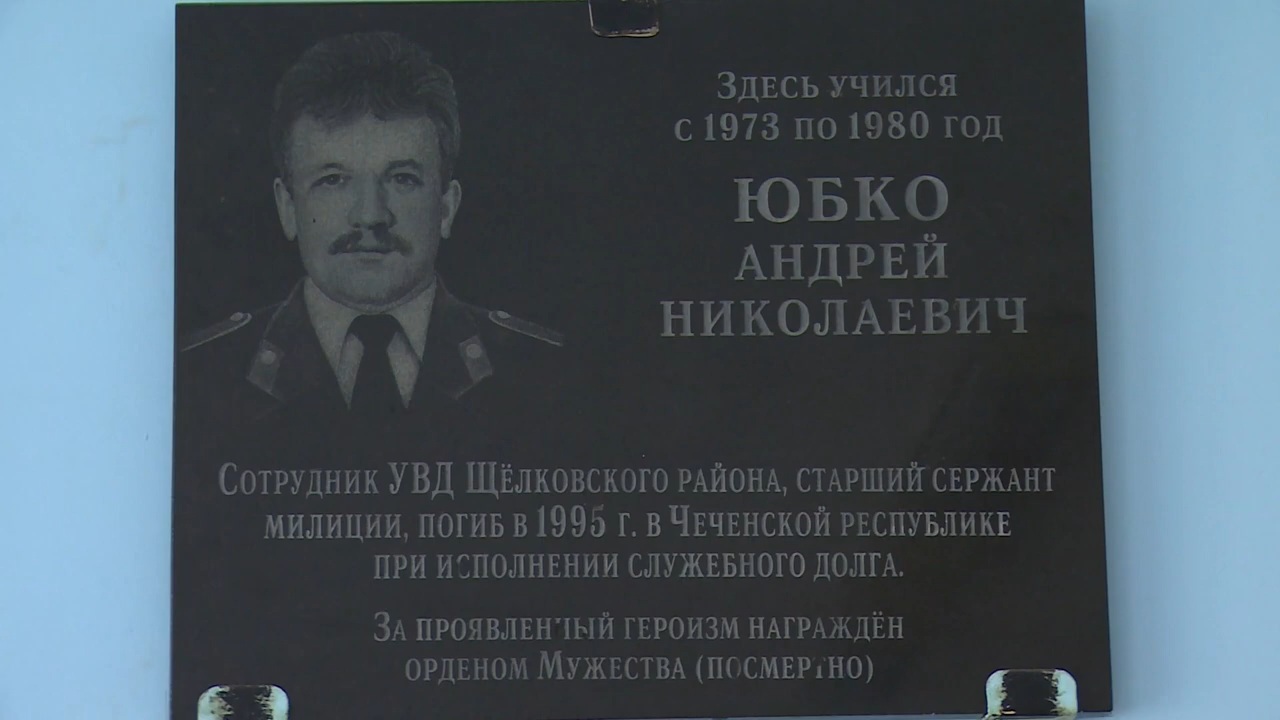 Здесь учился
с 1973 по 1980 год
ЮБКО
АНДРЕЙ
НИКОЛАЕВИЧ
Сотрудник УВД Щёлковского района, старший сержант
милиции, погиб в 1995 г. в Чеченской республике
при исполнении служебного долга.
За проявленный героизм награждён
орденом Мужества (посмертно)